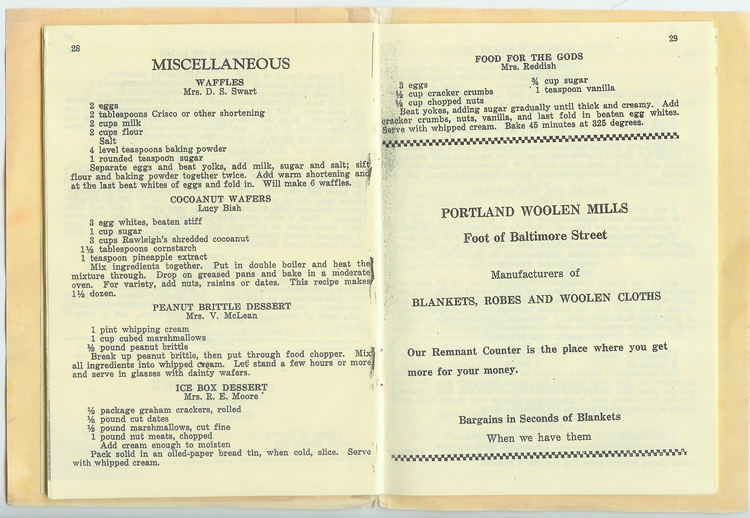 28
MISCELLANEOUS
WAFFLES
Mrs. D. S. Swart
2 eggs
2 tablespoons Crisco or other shortening
2 cups milk
2 cups flour
Salt
4 level teaspoons baking powder
1 rounded teaspoon sugar
Separate eggs and beat yolks, add milk, sugar and salt; sift
flour and baking powder together twice. Add warm shortening and
at the last beat whites of eggs and fold in. Will make 6 waffles.
COCOANUT WAFERS
Lucy Bish
3 egg whites, beaten stiff
1 cup sugar
3 cups Rawleigh's shredded cocoanut
1½ tablespoons cornstarch
1 teaspoon pineapple extract
Mix ingredients together. Put in double boiler and heat the
mixture through. Drop on greased pans and bake in a moderate
oven. For variety, add nuts, raisins or dates. This recipe makes
1½ dozen.
PEANUT BRITTLE DESSERT
Mrs. V. McLean
1 pint whipping cream
1 cup cubed marshmallows
½ pound peanut brittle
Break up peanut brittle, then put through food chopper. Mix
all ingredients into whipped cream. Let stand a few hours or more
and serve in glasses with dainty wafers.
ICE BOX DESSERT
Mrs. R. E. Moore
½ package graham crackers, rolled
½ pound cut dates
½ pound marshmallows, cut fine
1 pound nut meats, chopped
Add cream enough to moisten
Pack solid in an oiled-paper bread tin, when cold, slice. Serve
with whipped cream.
29
FOOD FOR THE GODS
Mrs. Reddish
3 eggs
½ cup cracker crumbs
½ cup chopped nuts
¾ cup sugar
1 teaspoon vanilla
Beat yokes, adding sugar gradually until thick and creamy. Add
cracker crumbs, nuts, vanilla, and last fold in beaten egg whites.
Serve with whipped cream. Bake 45 minutes at 325 degrees.
PORTLAND WOOLEN MILLS
Foot of Baltimore Street
Manufacturers of
BLANKETS, ROBES AND WOOLEN CLOTHS
Our Remnant Counter is the place where you get
more for your money.
Bargains in Seconds of Blankets
When we have them